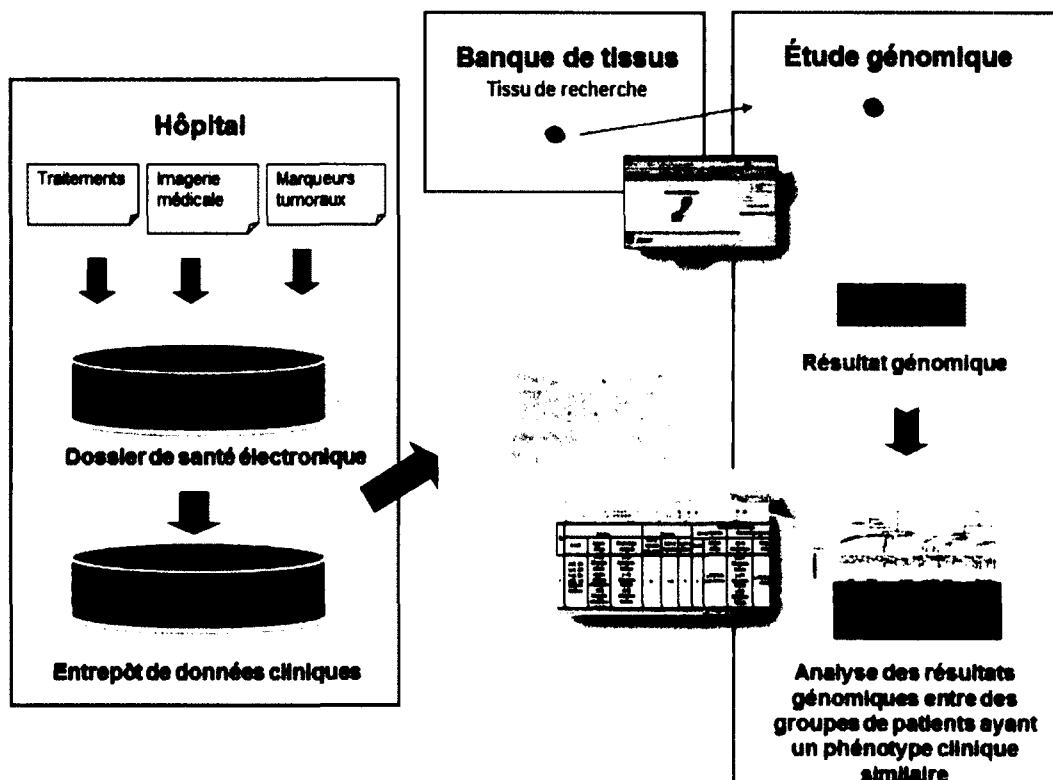 Hôpital
Traitements
Imagerie
médicale
Marqueurs
tumoraux
Dossier de santé électronique
Entrepôt de données cliniques
Banque de tissus
Tissu de recherche
Étude génomique
Résultat génomique
Analyse des résultats
génomiques entre des
groupes de patients ayant
un phénotype clinique
similaire